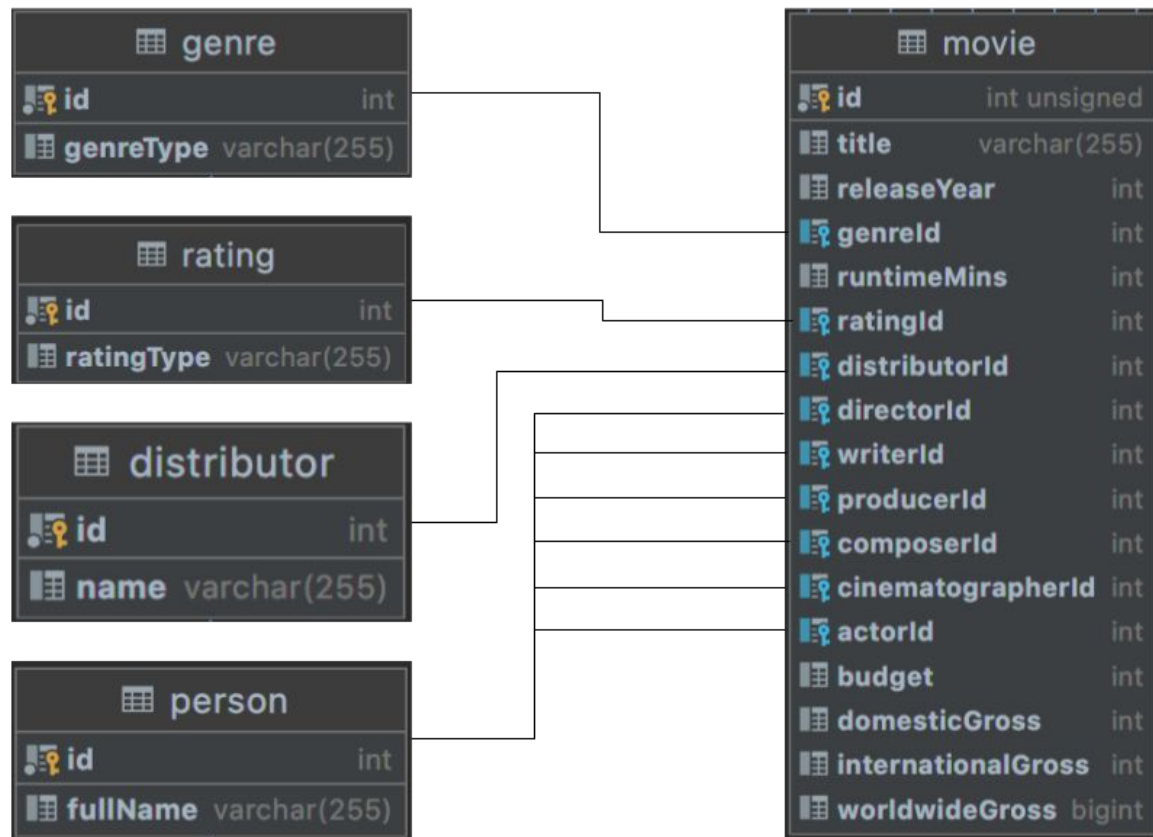 genre
id int
genreType varchar(255)
rating
id int
ratingType varchar(255)
distributor
id int
name varchar(255)
person
id int
fullName varchar(255)
movie
id int unsigned
title varchar(255)
releaseYear int
genreId int
runtimeMins int
ratingId int
distributorId int
directorId int
writerId int
producerId int
composerId int
cinematographerId int
actorId int
budget int
domesticGross int
internationalGross int
worldwideGross bigint